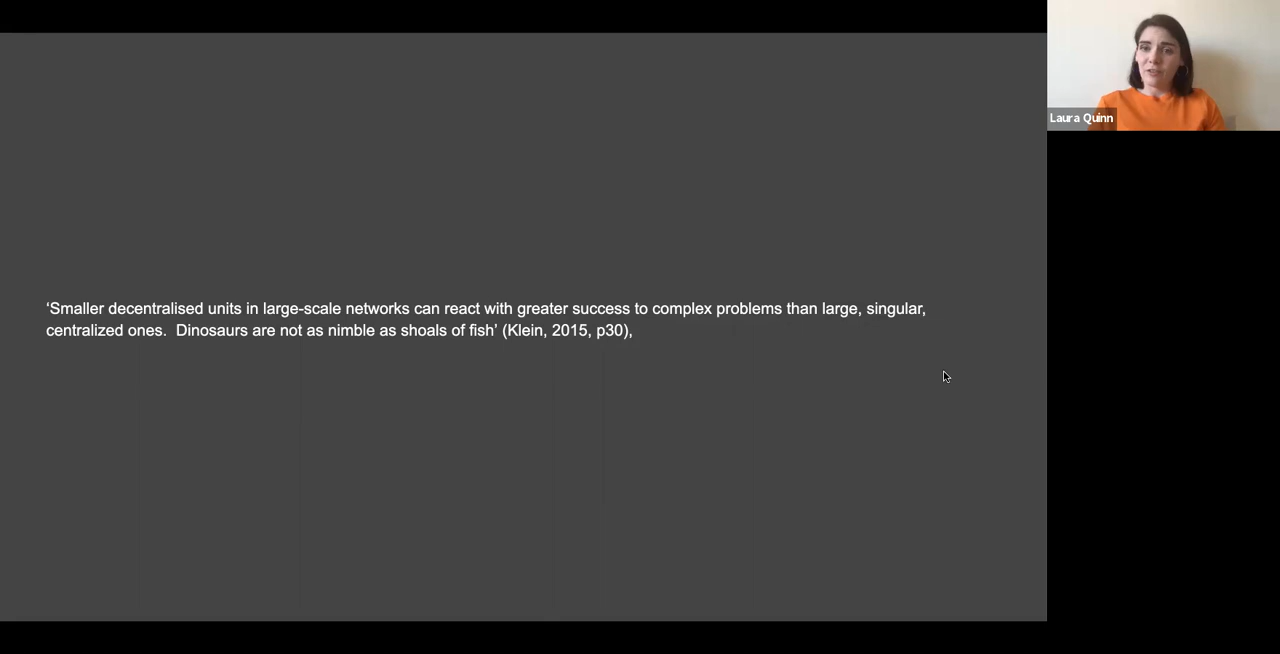 ‘Smaller decentralised units in large-scale networks can react with greater success to complex problems than large, singular,
centralized ones.  Dinosaurs are not as nimble as shoals of fish’ (Klein, 2015, p30),
Laura Quinn